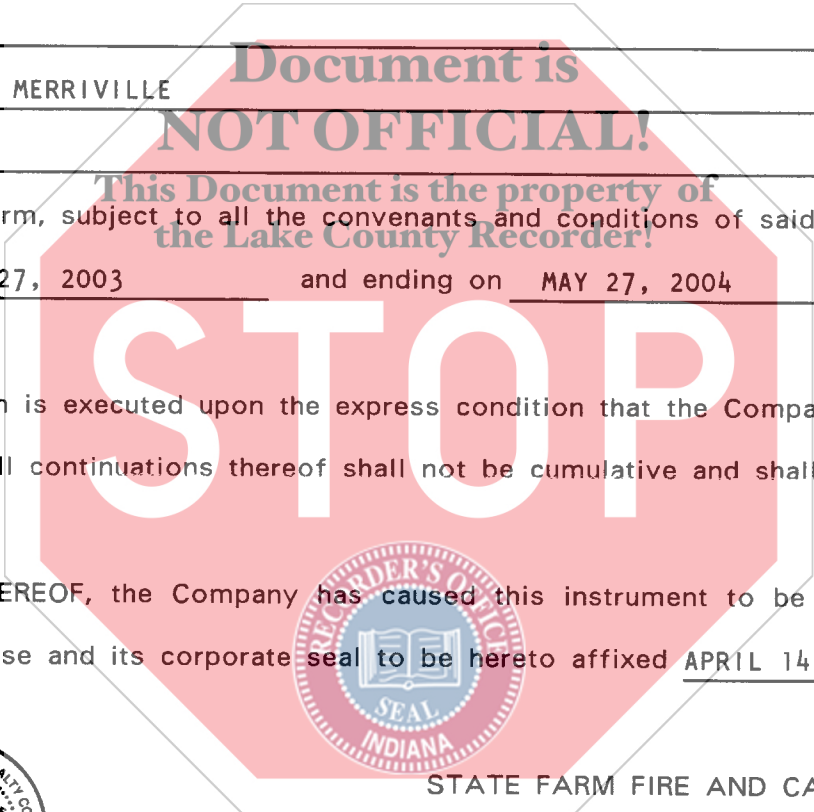 Document is
MERRIVILLE
NOT OFFICIAL!
This Document is the property of
rm, subject to all the convenants and conditions of said
the Lake County Recorder!
27, 2003 and ending on MAY 27, 2004
STOP
n is executed upon the express condition that the Compa
ll continuations thereof shall not be cumulative and shall
EREOF, the Company has caused this instrument to be
se and its corporate seal to be hereto affixed APRIL 14
RECORDER'S OFFICE
SEAL
INDIANA
STATE FARM FIRE AND CA
ALTY CO